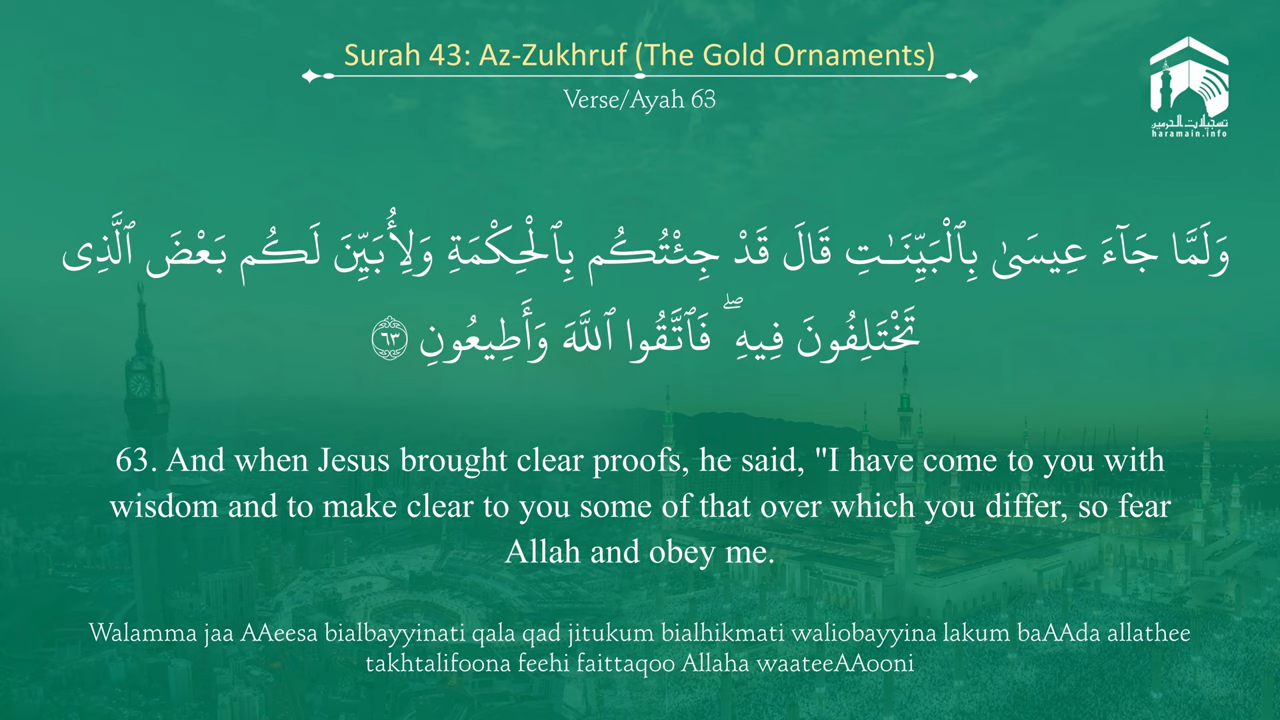 Surah 43: Az-Zukhruf (The Gold Ornaments)
Verse/Ayah 63
تسجيلات الحرمين
haramain.info
وَلَمَّا جَآءَ عِيسَىٰ بِٱلْبَيِّنَـٰتِ قَالَ قَدْ جِئْتُكُم بِٱلْحِكْمَةِ وَلِأُبَيِّنَ لَكُم بَعْضَ ٱلَّذِى
تَخْتَلِفُونَ فِيهِ ۖ فَٱتَّقُوا ٱللَّهَ وَأَطِيعُونِ ٦٣
63. And when Jesus brought clear proofs, he said, "I have come to you with
wisdom and to make clear to you some of that over which you differ, so fear
Allah and obey me.
Walamma jaa AAeesa bialbayyinati qala qad jitukum bialhikmati waliobayyina lakum baAAda allathee
takhtalifoona feehi faittaqoo Allaha waateeAAooni